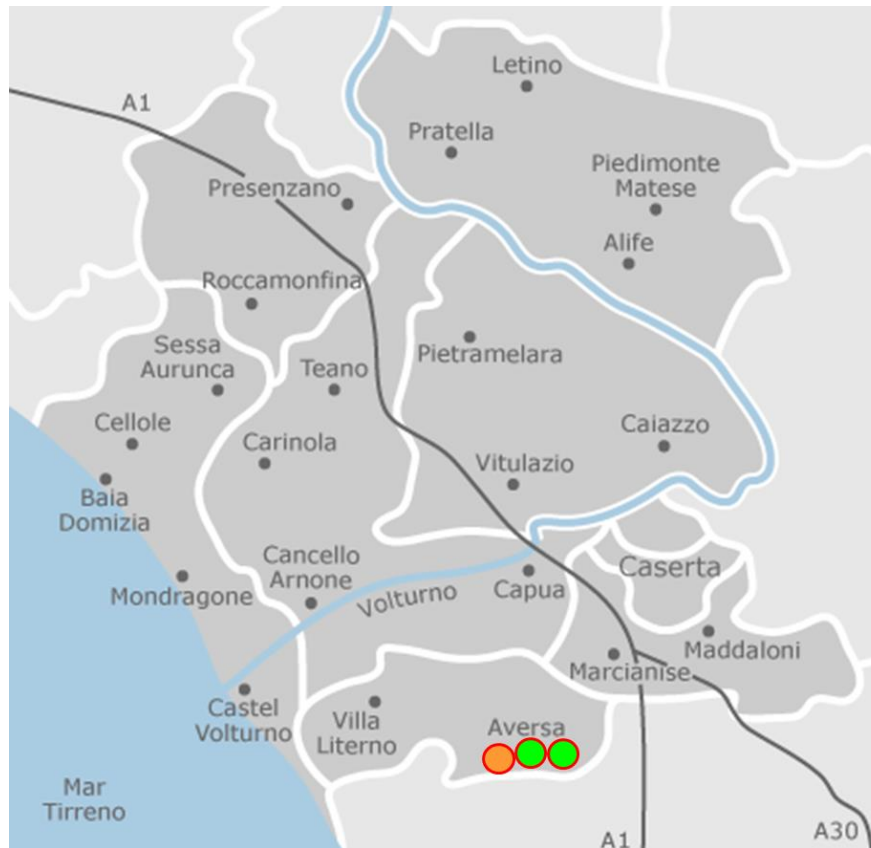 Letino
A1
Pratella
Piedimonte
Matese
Presenzano
Alife
Roccamonfina
Sessa
Aurunca
Teano
Pietramelara
Cellole
Carinola
Caiazzo
Vitulazio
Baia
Domizia
Cancello
Arnone
Caserta
Mondragone
Volturno
Capua
Maddaloni
Marcianise
Castel
Volturno
Villa
Literno
Aversa
Mar
Tirreno
A1
A30